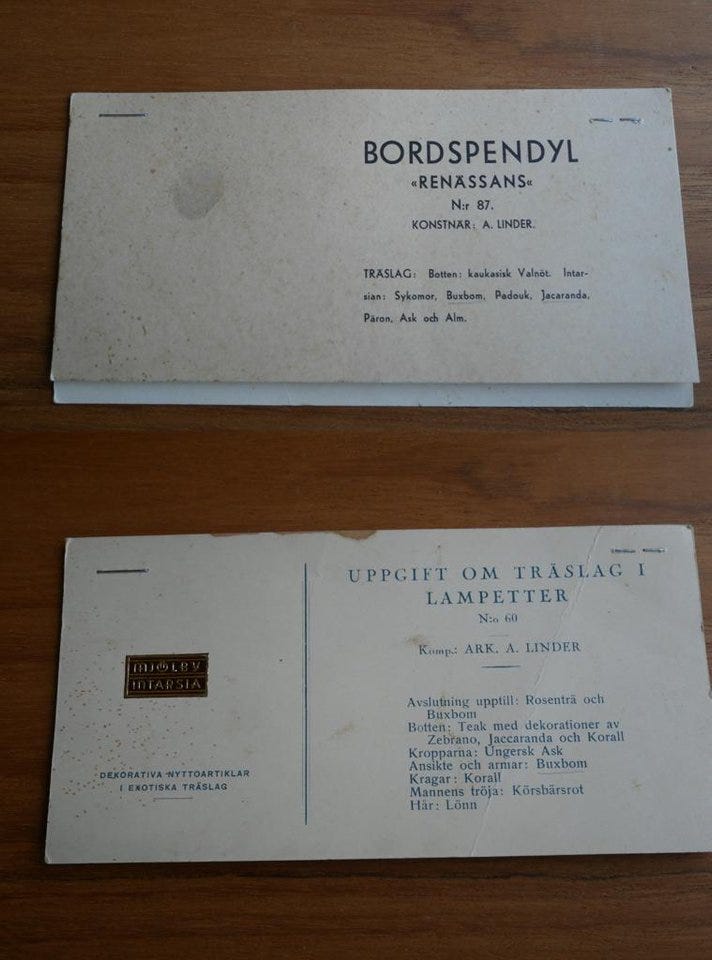 BORDSPENDYL
«RENÄSSANS«
N:r 87.
KONSTNÄR: A. LINDER.
TRÄSLAG: Botten: kaukasisk Valnöt. Intar-
sian: Sykomor, Buxbom, Padouk, Jacaranda,
Päron, Ask och Alm.
MJÖLBY
INTARSIA
DEKORATIVA NYTTOARTIKLAR
I EXOTISKA TRÄSLAG
UPPGIFT OM TRÄSLAG I
LAMPETTER
N:o 60
Komp.: ARK. A. LINDER
Avslutning upptill: Rosenträ och
Buxbom
Botten: Teak med dekorationer av
Zebrano, Jaccaranda och Korall
Kropparna: Ungersk Ask
Ansikte och armar: Buxbom
Kragar: Korall
Mannens tröja: Körsbärsrot
Hår: Lönn